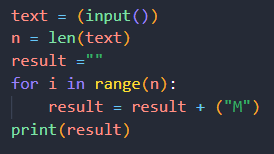 text = (input())
n = len(text)
result =""
for i in range(n):
    result = result + ("M")
print(result)